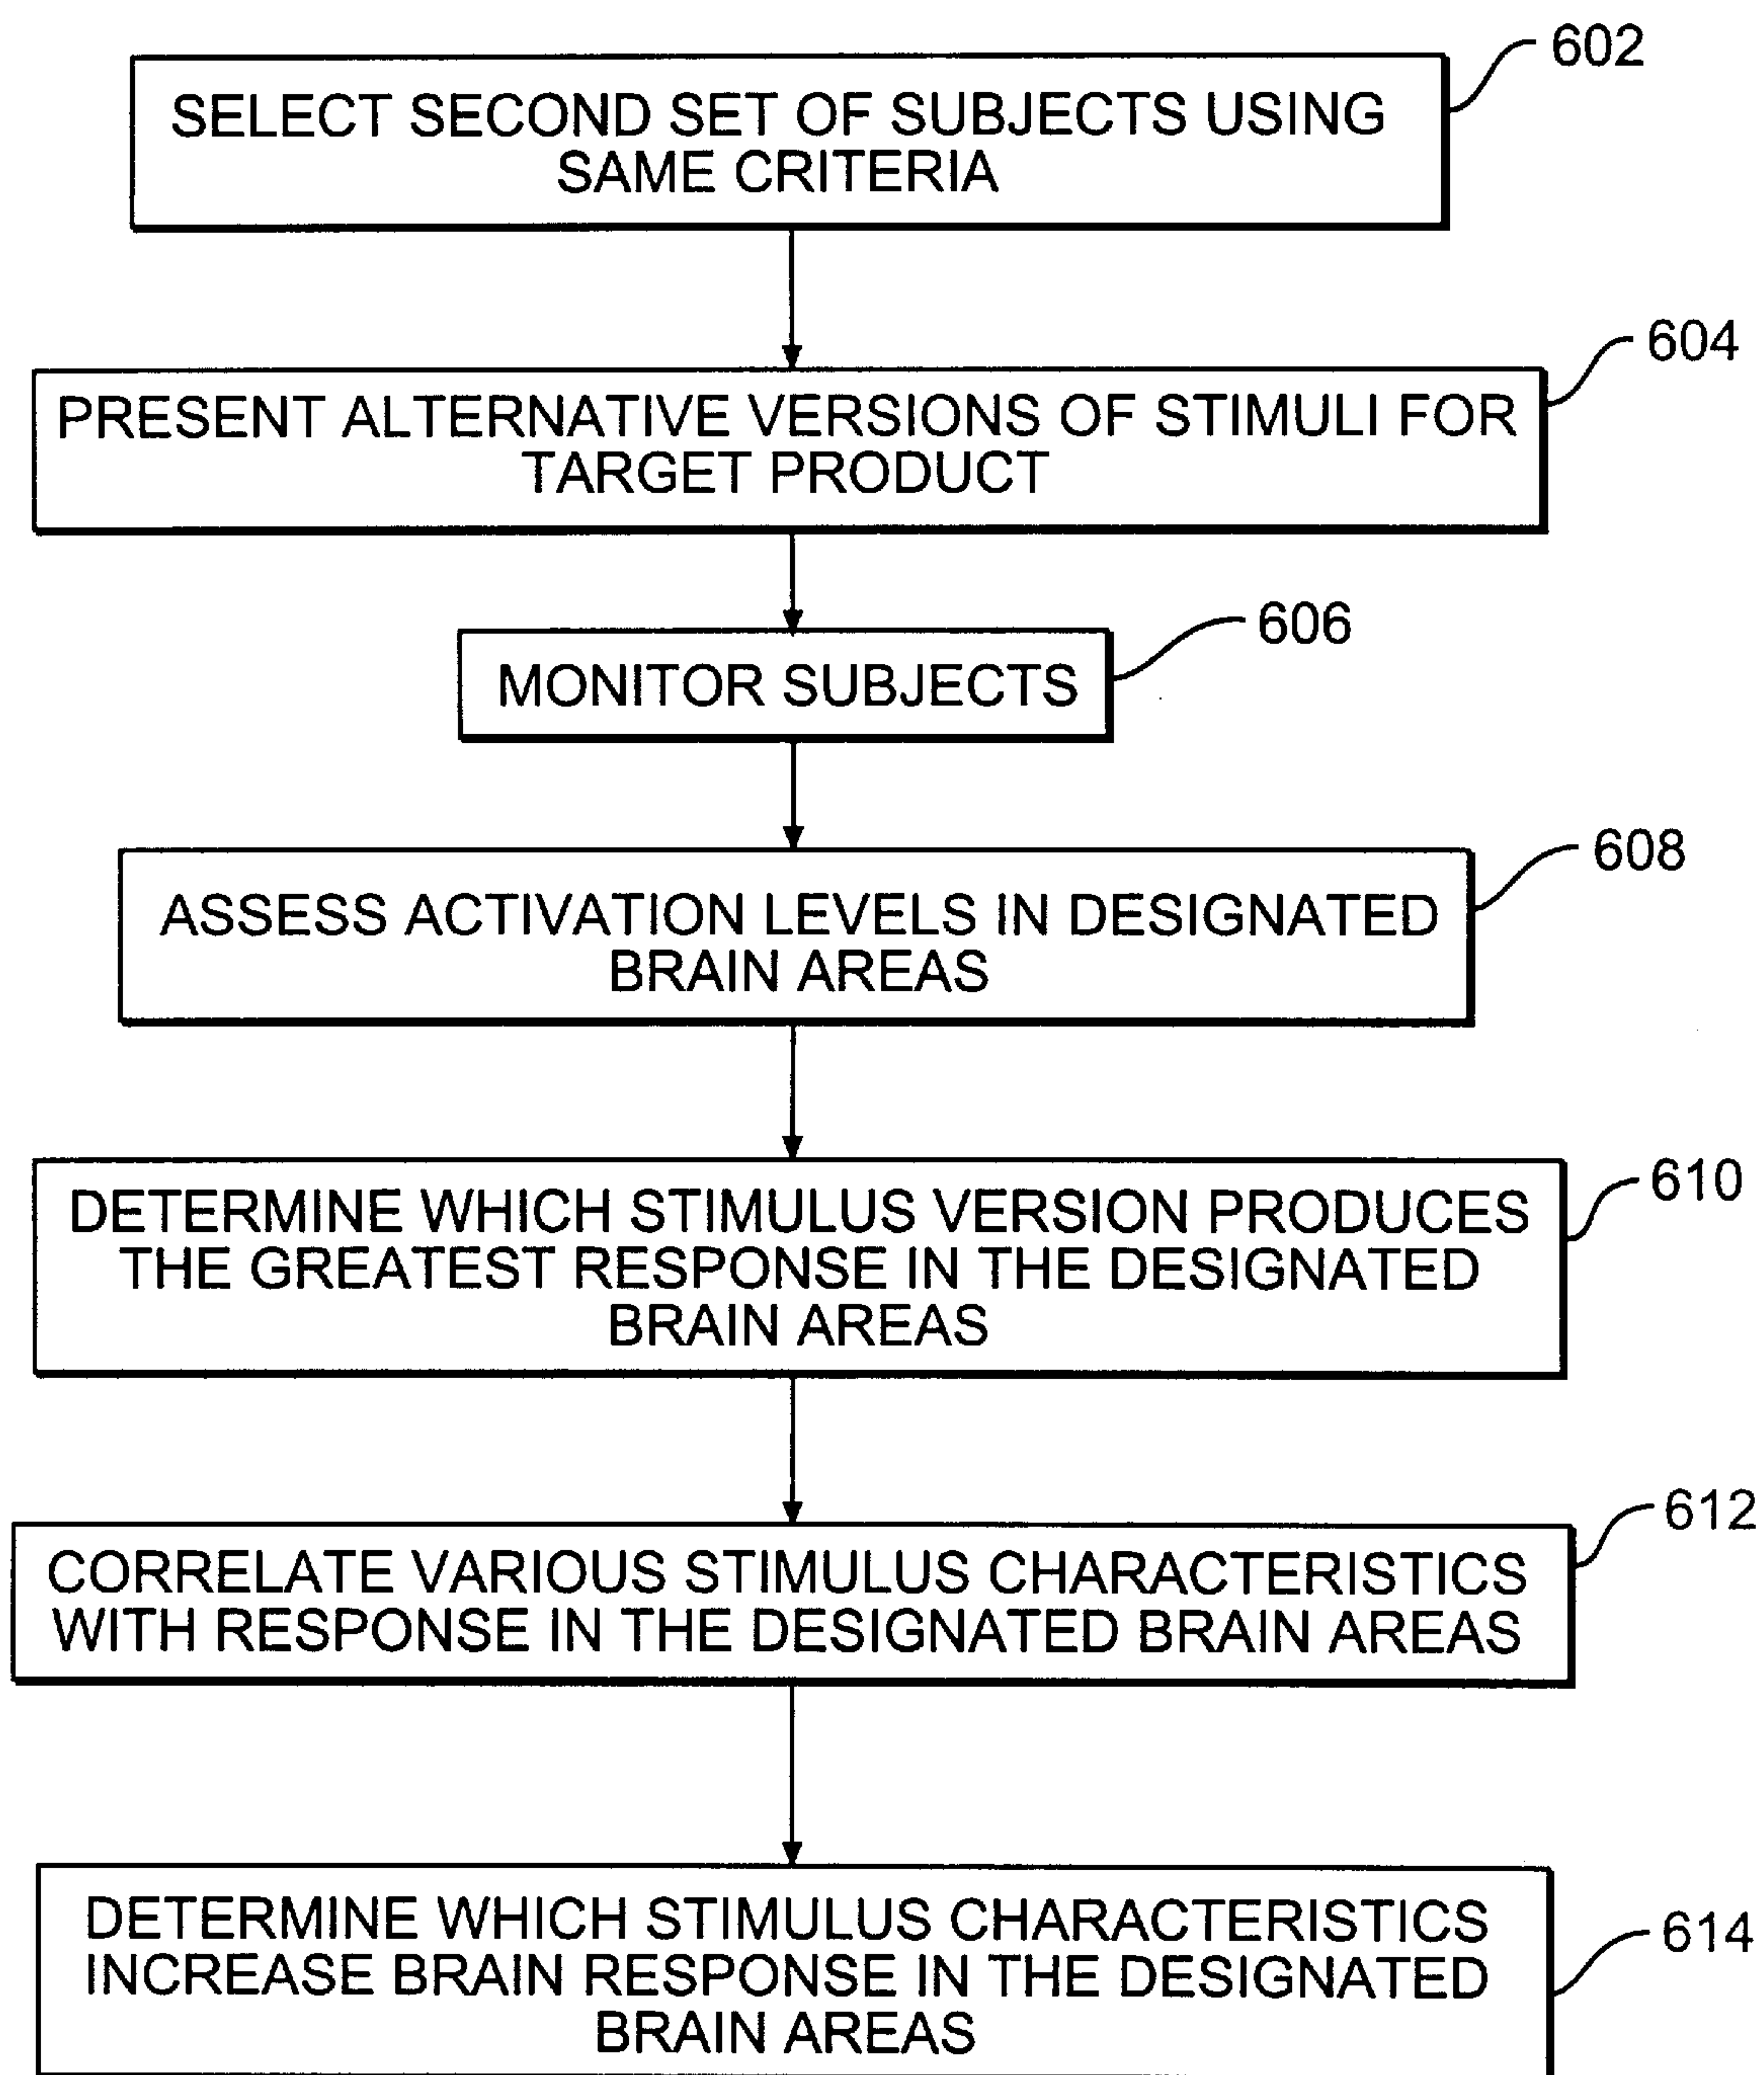 602
SELECT SECOND SET OF SUBJECTS USING
SAME CRITERIA
604
PRESENT ALTERNATIVE VERSIONS OF STIMULI FOR
TARGET PRODUCT
606
MONITOR SUBJECTS
608
ASSESS ACTIVATION LEVELS IN DESIGNATED
BRAIN AREAS
610
DETERMINE WHICH STIMULUS VERSION PRODUCES
THE GREATEST RESPONSE IN THE DESIGNATED
BRAIN AREAS
612
CORRELATE VARIOUS STIMULUS CHARACTERISTICS
WITH RESPONSE IN THE DESIGNATED BRAIN AREAS
614
DETERMINE WHICH STIMULUS CHARACTERISTICS
INCREASE BRAIN RESPONSE IN THE DESIGNATED
BRAIN AREAS